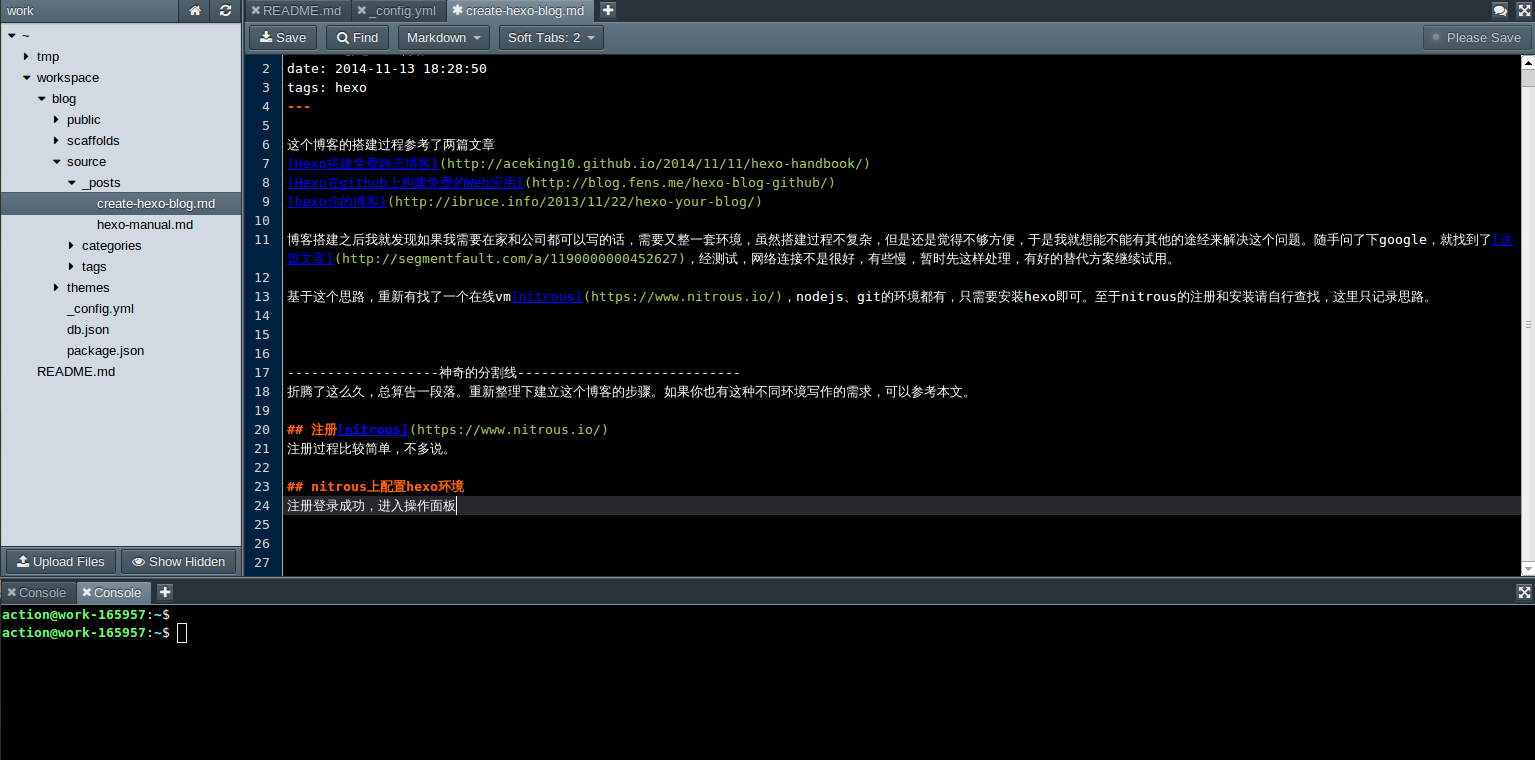 work
~
tmp
workspace
blog
public
scaffolds
source
_posts
create-hexo-blog.md
hexo-manual.md
categories
tags
themes
_config.yml
db.json
package.json
README.md
Upload Files Show Hidden
README.md _config.yml create-hexo-blog.md
Save Find Markdown Soft Tabs: 2 Please Save
2 date: 2014-11-13 18:28:50
3 tags: hexo
4 ---
5
6 这个博客的搭建过程参考了两篇文章
7 [Hexo搭建免费静态博客](http://aceking10.github.io/2014/11/11/hexo-handbook/)
8 [Hexo在github上构建免费的Web应用](http://blog.fens.me/hexo-blog-github/)
9 [hexo你的博客](http://ibruce.info/2013/11/22/hexo-your-blog/)
10
11 博客搭建之后我就发现如果我需要在家和公司都可以写的话，需要又整一套环境，虽然搭建过程不复杂，但是还是觉得不够方便，于是我就想能不能有其他的途经来解决这个问题。随手问了下google，就找到了[这
篇文章](http://segmentfault.com/a/1190000000452627)，经测试，网络连接不是很好，有些慢，暂时先这样处理，有好的替代方案继续试用。
12
13 基于这个思路，重新有找了一个在线vm[nitrous](https://www.nitrous.io/)，nodejs、git的环境都有，只需要安装hexo即可。至于nitrous的注册和安装请自行查找，这里只记录思路。
14
15
16
17 -------------------神奇的分割线----------------------------
18 折腾了这么久，总算告一段落。重新整理下建立这个博客的步骤。如果你也有这种不同环境写作的需求，可以参考本文。
19
20 ## 注册[nitrous](https://www.nitrous.io/)
21 注册过程比较简单，不多说。
22
23 ## nitrous上配置hexo环境
24 注册登录成功，进入操作面板
25
26
27
Console Console
action@work-165957:~$
action@work-165957:~$